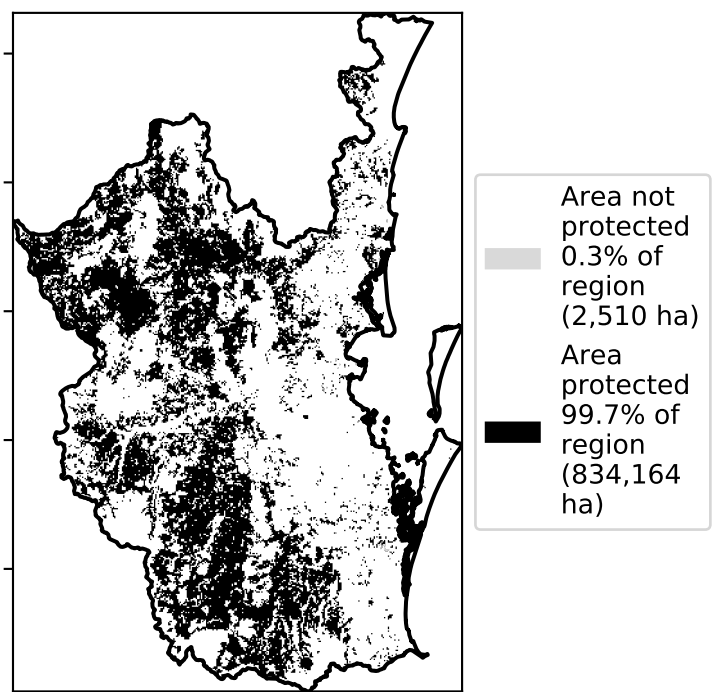 Area not
protected
0.3% of
region
(2,510 ha)
Area
protected
99.7% of
region
(834,164
ha)